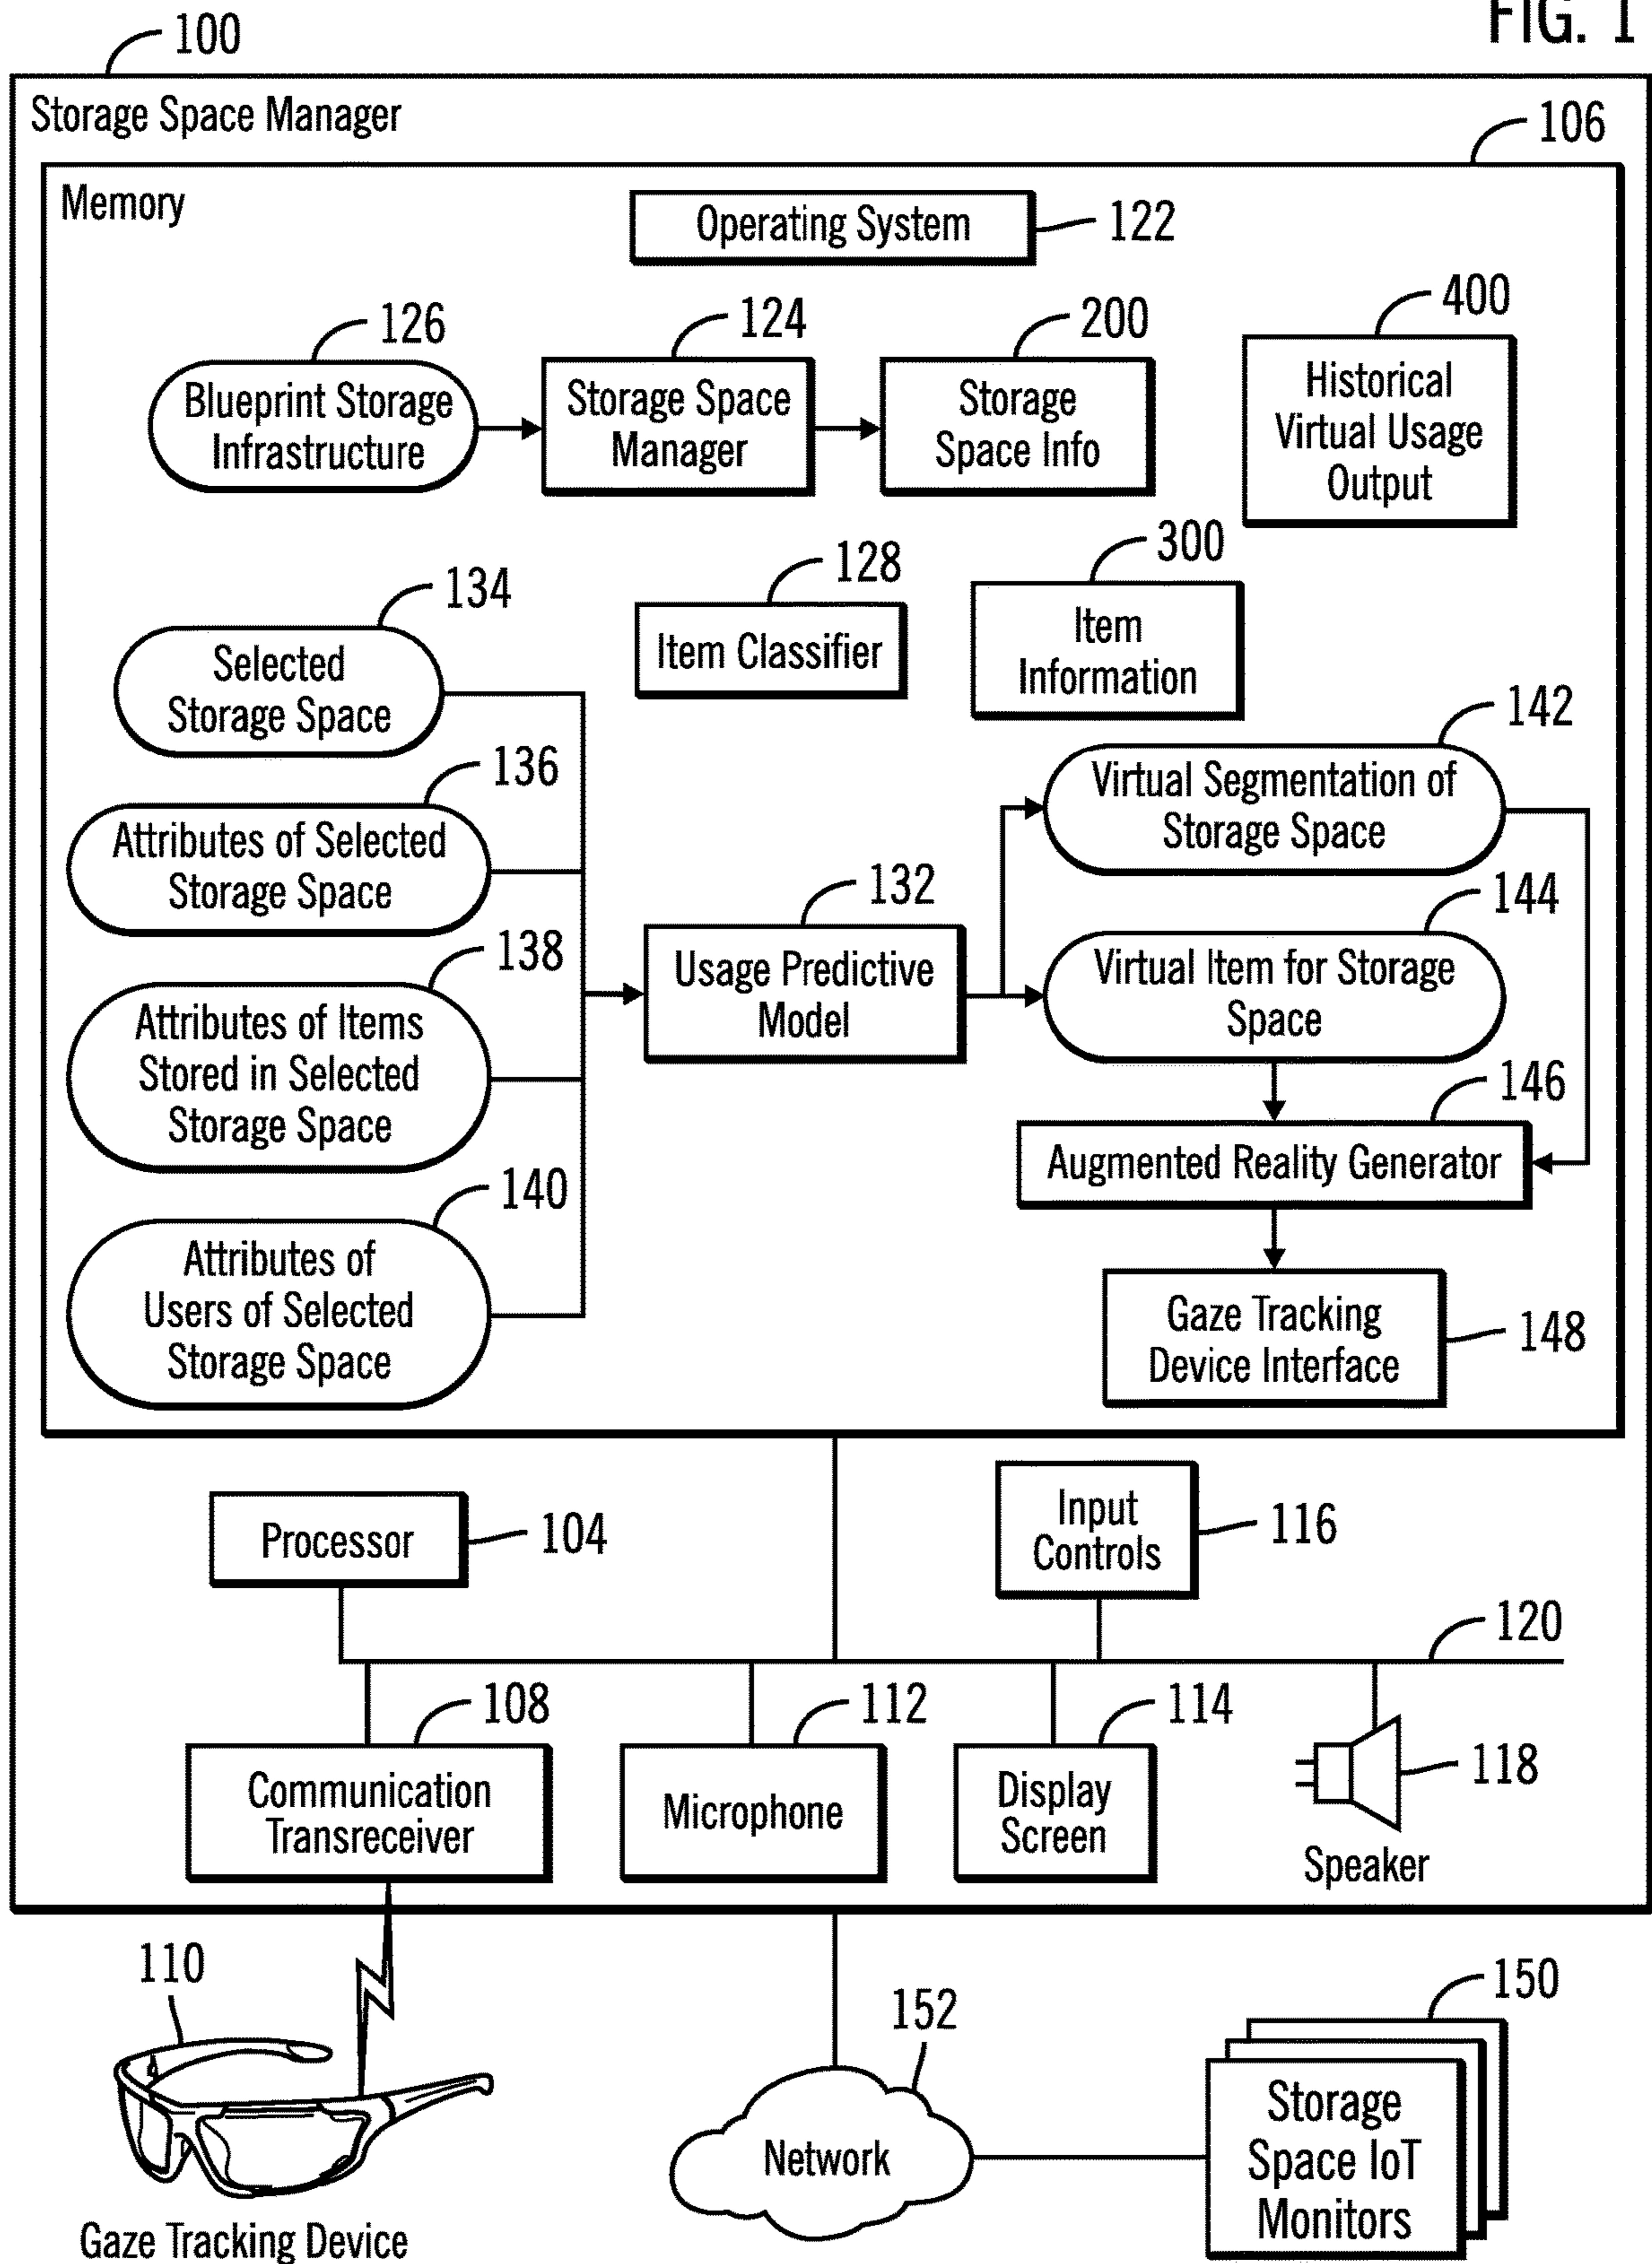 FIG. 1
100
Storage Space Manager
106
Memory
Operating System
122
126
Blueprint Storage
Infrastructure
124
Storage Space
Manager
200
Storage
Space Info
400
Historical
Virtual Usage
Output
134
Selected
Storage Space
128
Item Classifier
300
Item
Information
136
Attributes of Selected
Storage Space
138
Attributes of Items
Stored in Selected
Storage Space
140
Attributes of
Users of Selected
Storage Space
132
Usage Predictive
Model
142
Virtual Segmentation of
Storage Space
144
Virtual Item for Storage
Space
146
Augmented Reality Generator
Gaze Tracking
Device Interface
148
Processor
104
Input
Controls
116
120
108
Communication
Transreceiver
112
Microphone
114
Display
Screen
118
Speaker
110
Gaze Tracking Device
152
Network
150
Storage
Space IoT
Monitors